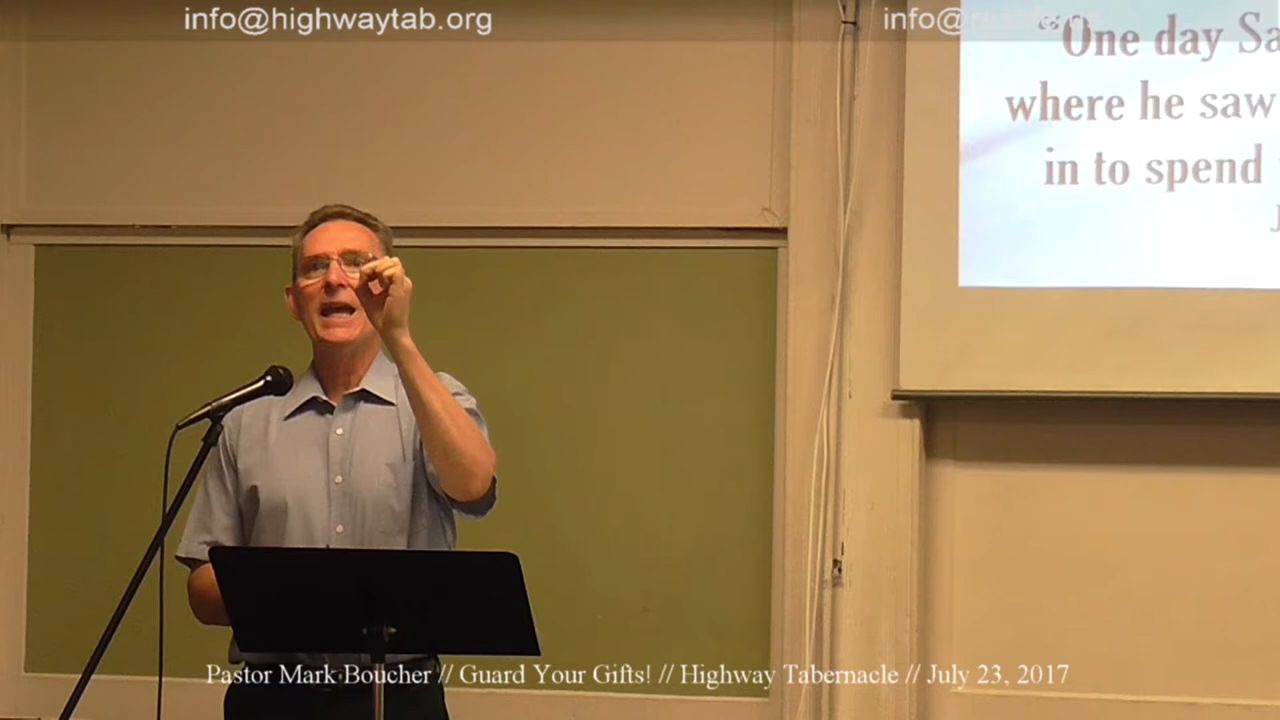 info@highwaytab.org
info@
“One day Sa
where he saw
in to spend
J
Pastor Mark Boucher // Guard Your Gifts! // Highway Tabernacle // July 23, 2017